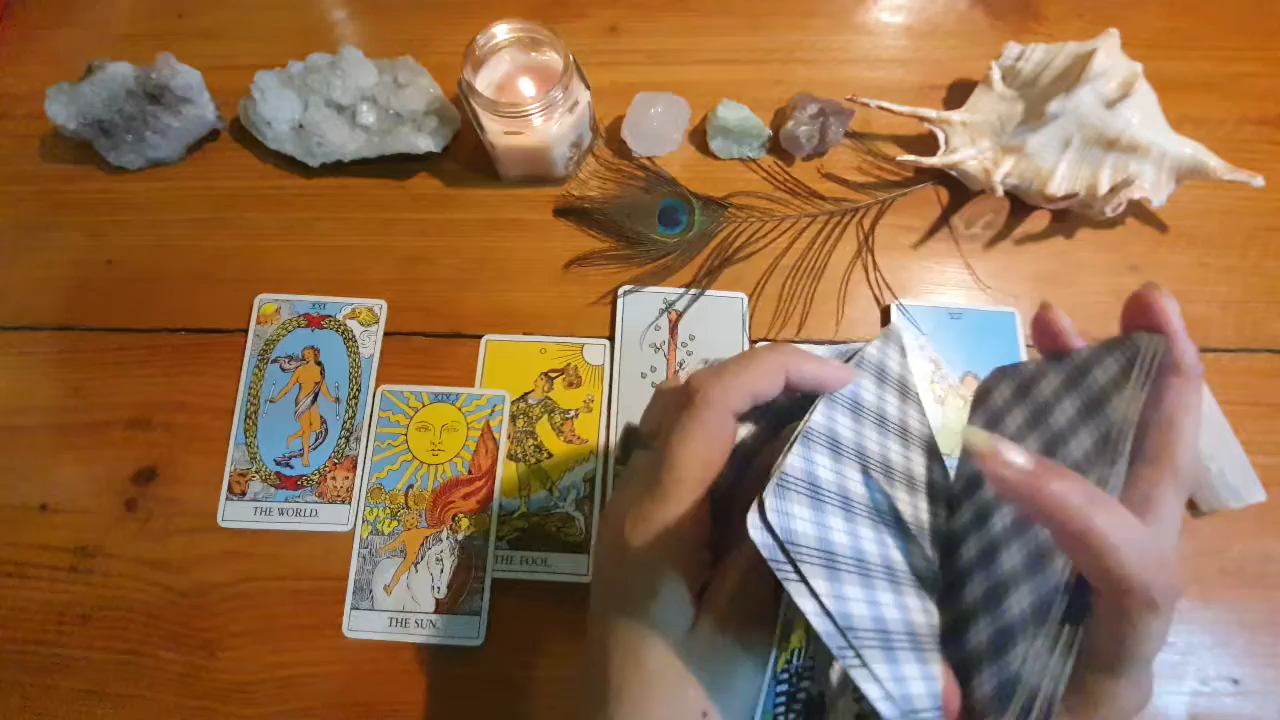 XXI
THE WORLD.
XIX
THE SUN.
THE FOOL.